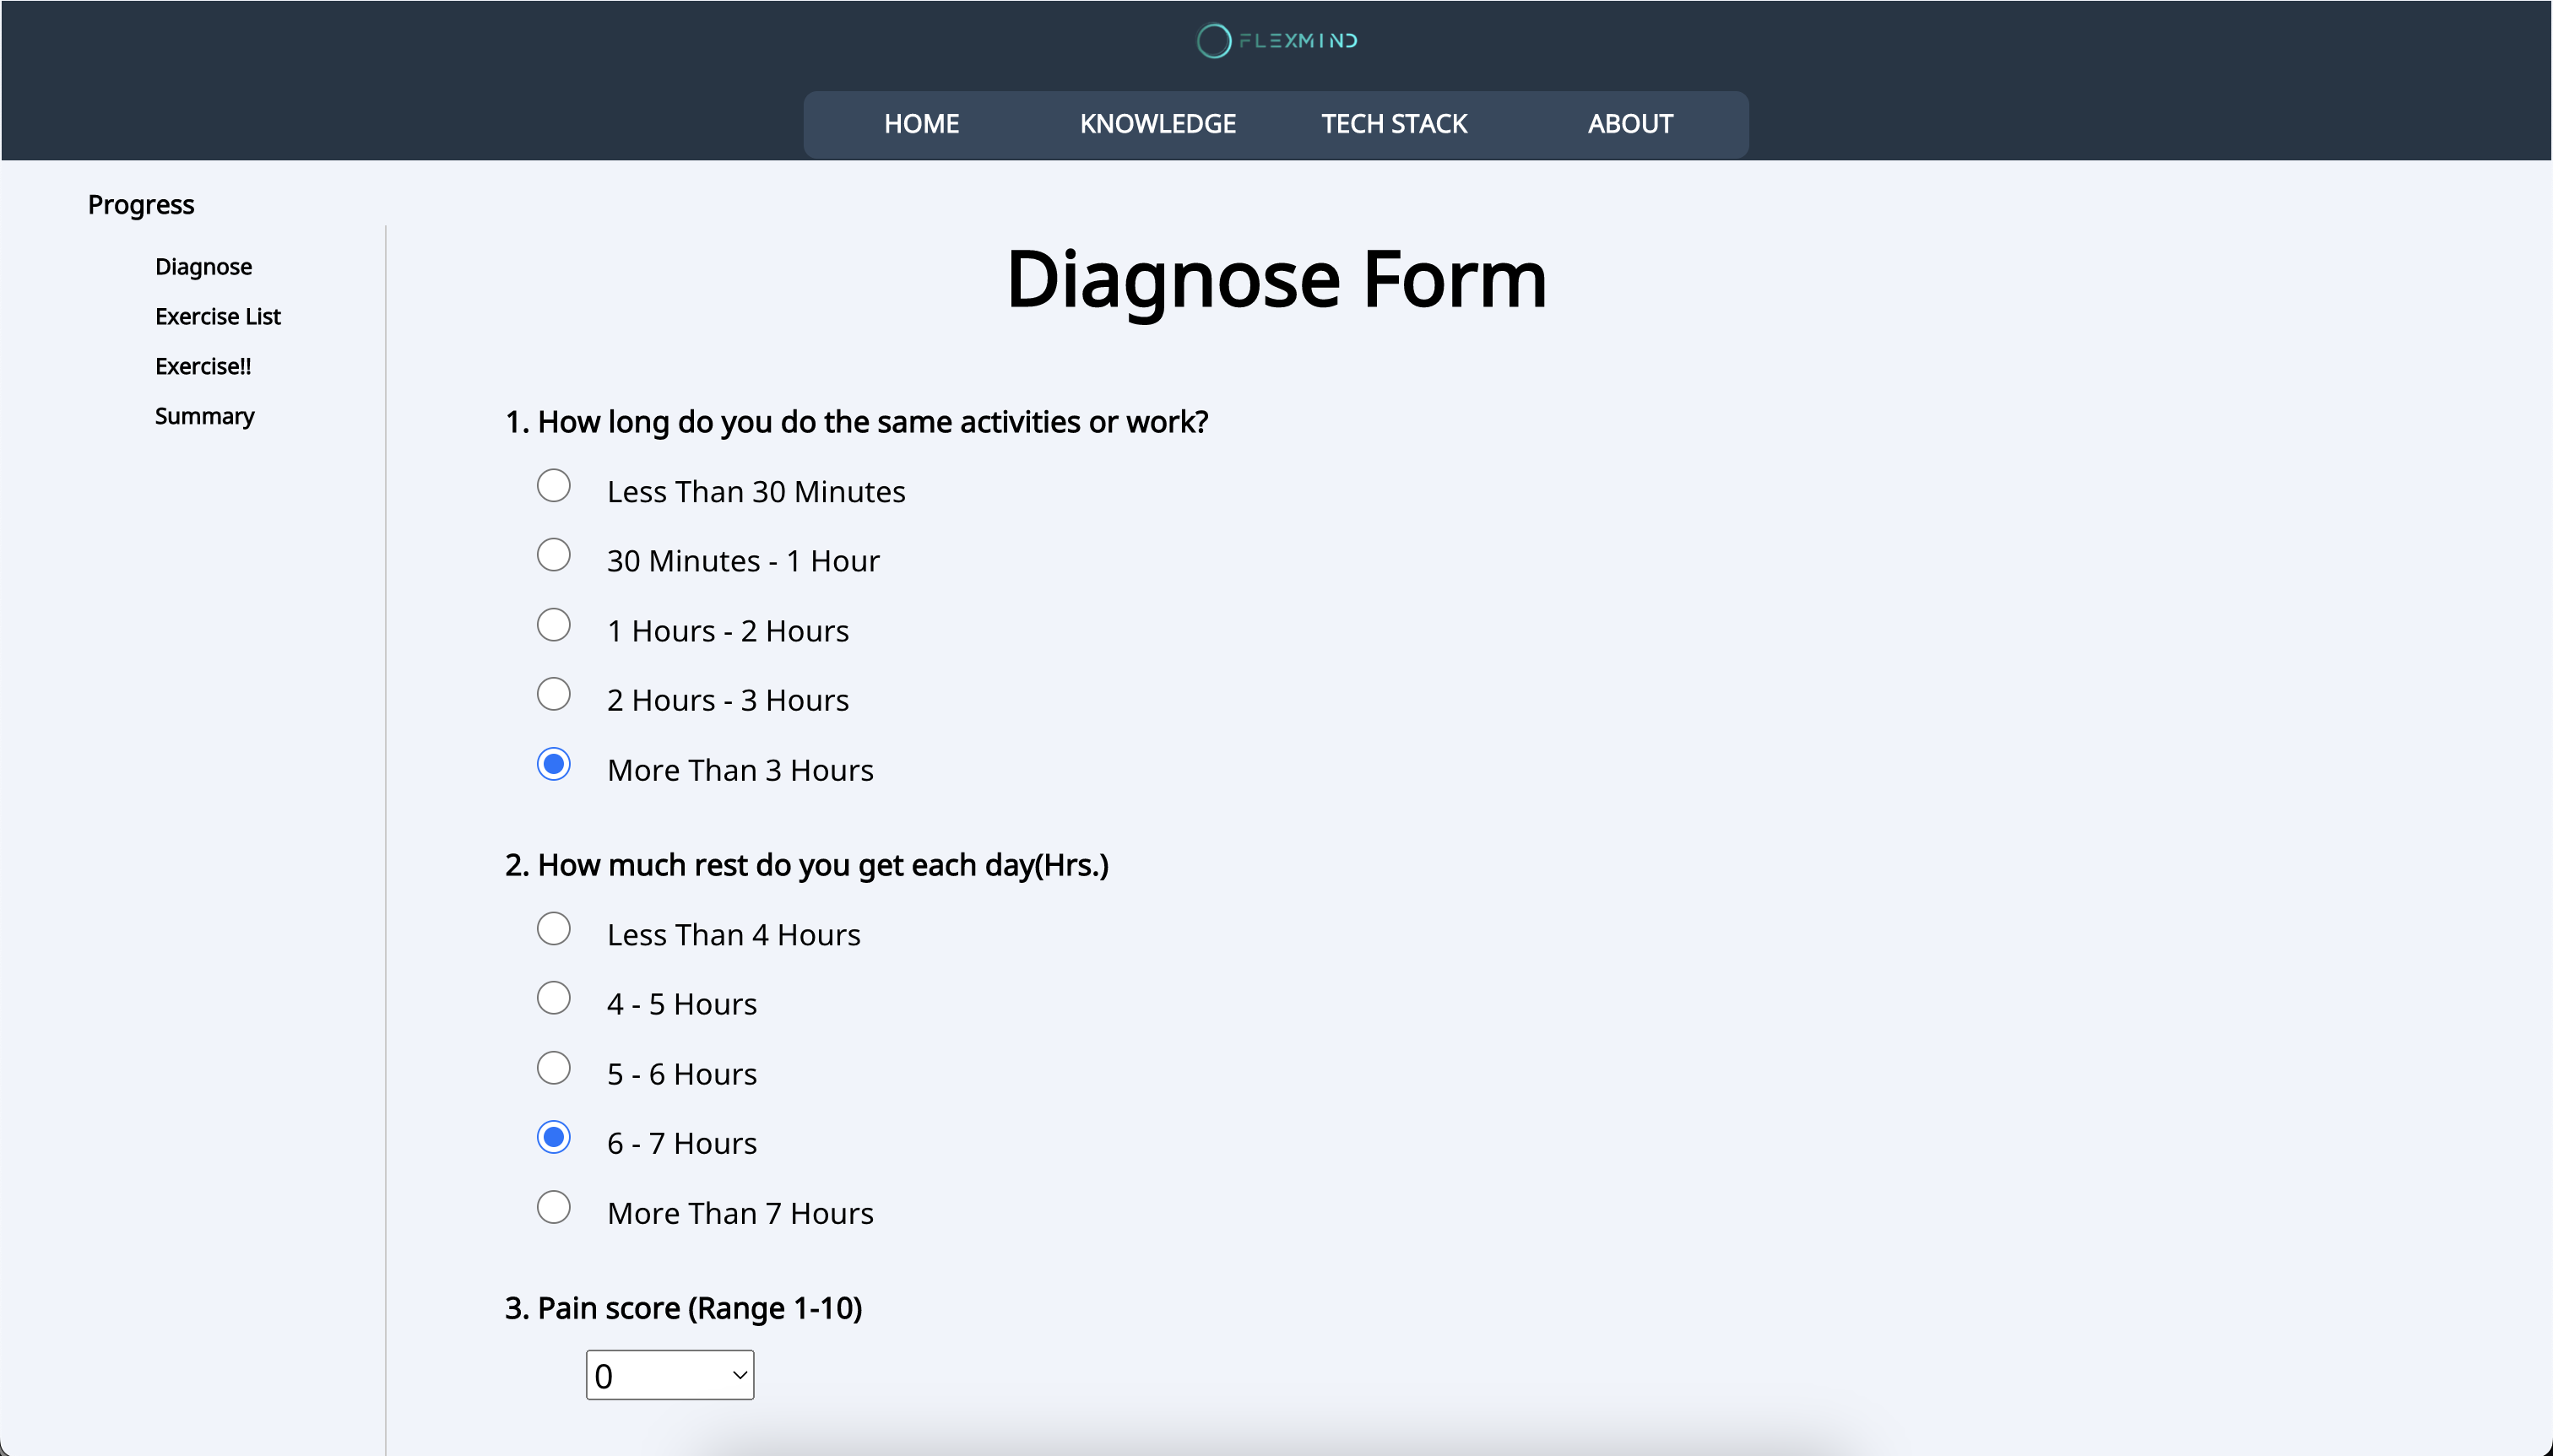 FLEXMIND
HOME KNOWLEDGE TECH STACK ABOUT
Progress
Diagnose
Exercise List
Exercise!!
Summary
Diagnose Form
1. How long do you do the same activities or work?
Less Than 30 Minutes
30 Minutes - 1 Hour
1 Hours - 2 Hours
2 Hours - 3 Hours
More Than 3 Hours
2. How much rest do you get each day(Hrs.)
Less Than 4 Hours
4 - 5 Hours
5 - 6 Hours
6 - 7 Hours
More Than 7 Hours
3. Pain score (Range 1-10)
0